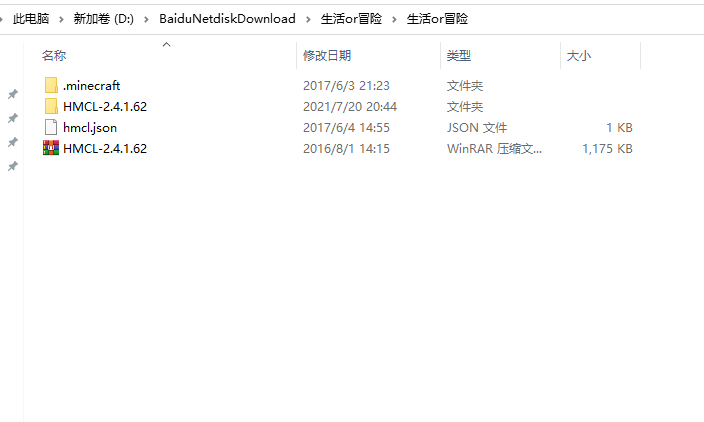 此电脑 › 新加卷 (D:) › BaiduNetdiskDownload › 生活or冒险 › 生活or冒险
名称 修改日期 类型 大小
.minecraft 2017/6/3 21:23 文件夹
HMCL-2.4.1.62 2021/7/20 20:44 文件夹
hmcl.json 2017/6/4 14:55 JSON 文件 1 KB
HMCL-2.4.1.62 2016/8/1 14:15 WinRAR 压缩文... 1,175 KB